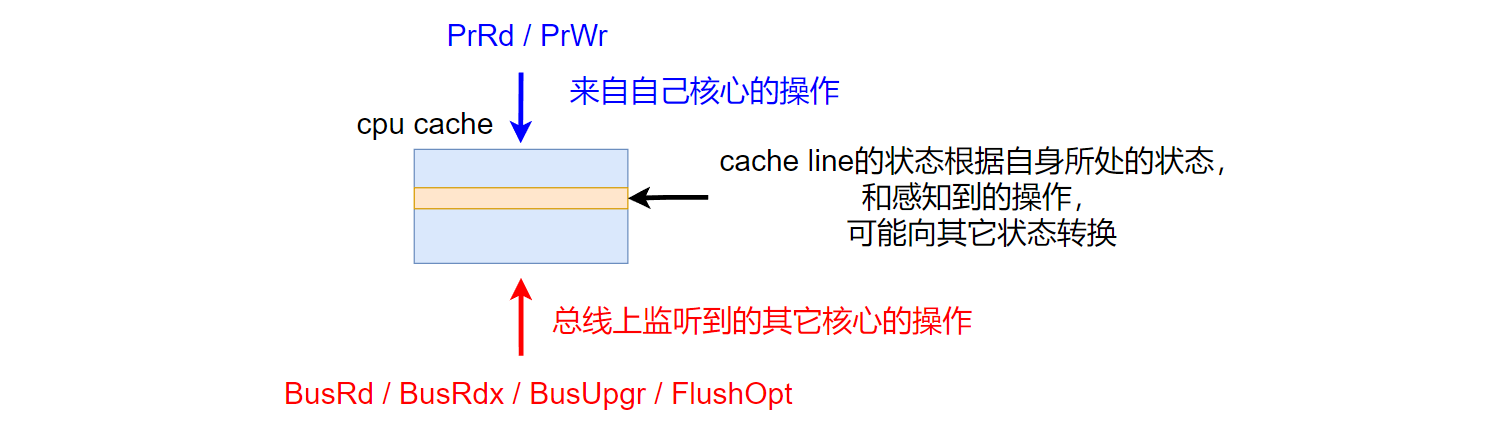 PrRd / PrWr
来自自己核心的操作
cpu cache
cache line的状态根据自身所处的状态，
和感知到的操作，
可能向其它状态转换
总线上监听到的其它核心的操作
BusRd / BusRdx / BusUpgr / FlushOpt